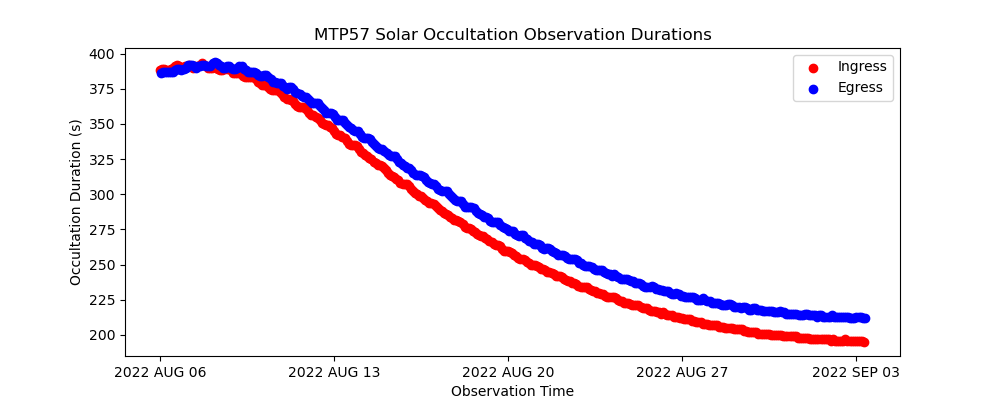 MTP57 Solar Occultation Observation Durations
Ingress
Egress
Occultation Duration (s)
400
375
350
325
300
275
250
225
200
2022 AUG 06
2022 AUG 13
2022 AUG 20
2022 AUG 27
2022 SEP 03
Observation Time